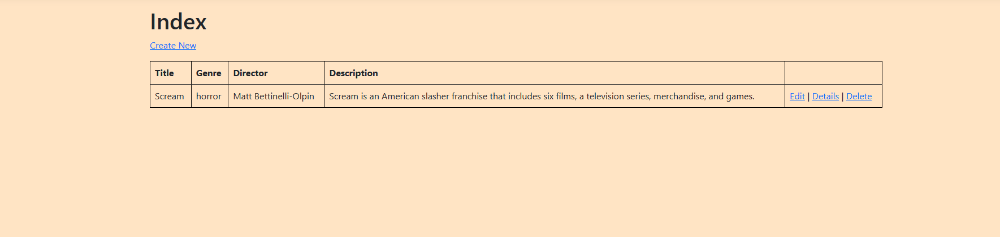 Index
Create New
Title Genre Director Description
Scream horror Matt Bettinelli-Olpin Scream is an American slasher franchise that includes six films, a television series, merchandise, and games. Edit | Details | Delete